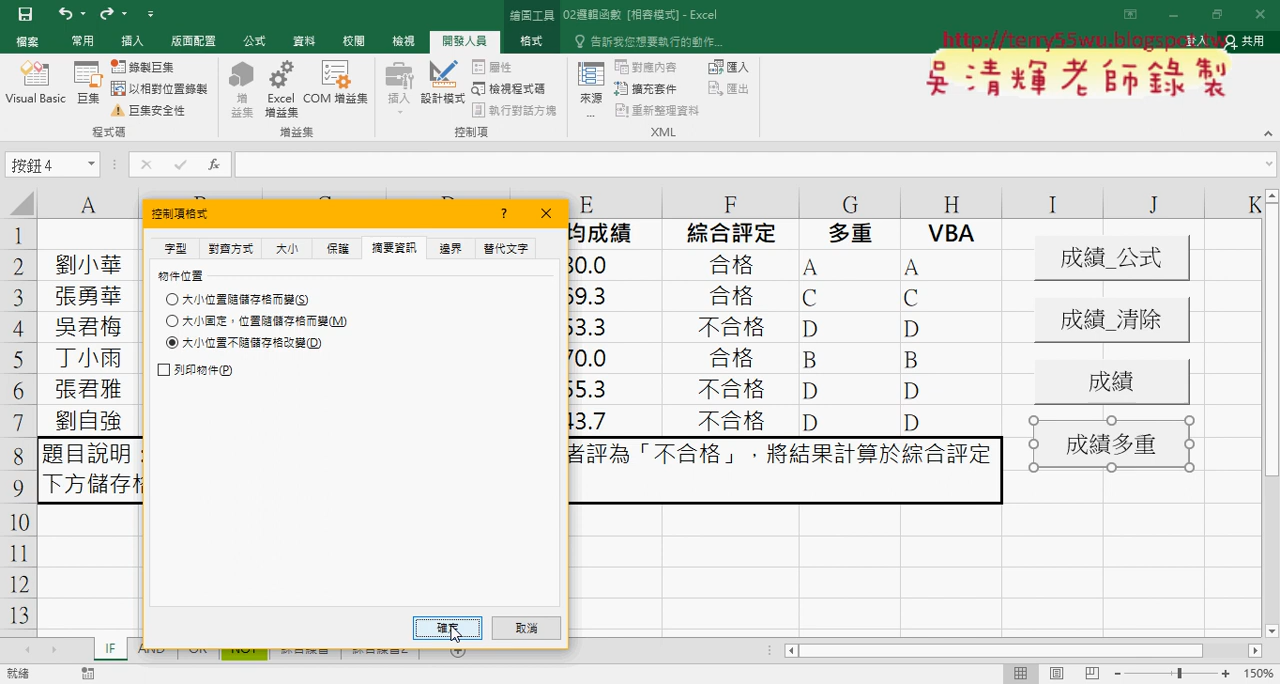 繪圖工具 02邏輯函數 [相容模式] - Excel
檔案 常用 插入 版面配置 公式 資料 校閱 檢視 開發人員 格式 告訴我您想要執行的動作... 登入 共用
http://terry55wu.blogspot.tw
吳清輝老師錄製
Visual Basic 巨集 錄製巨集 以相對位置錄製 巨集安全性
程式碼
增益集 Excel 增益集 COM 增益集
增益集
插入 設計模式 屬性 檢視程式碼 執行對話方塊
控制項
來源... 對應內容 擴充套件 重新整理資料 匯入 匯出
XML
按鈕 4 fx
A E F G H I J K
1 均成績 綜合評定 多重 VBA
2 劉小華 80.0 合格 A A
3 張勇華 69.3 合格 C C
4 吳君梅 53.3 不合格 D D
5 丁小雨 70.0 合格 B B
6 張君雅 55.3 不合格 D D
7 劉自強 43.7 不合格 D D
8 題目說明 者評為「不合格」，將結果計算於綜合評定
9 下方儲存格
10
11
12
13
成績_公式
成績_清除
成績
成績多重
控制項格式 ?
字型 對齊方式 大小 保護 摘要資訊 邊界 替代文字
物件位置
大小位置隨儲存格而變(S)
大小固定，位置隨儲存格而變(M)
大小位置不隨儲存格改變(D)
列印物件(P)
確定 取消
IF AND OR NOT 綜合練習 綜合練習2
就緒 150%